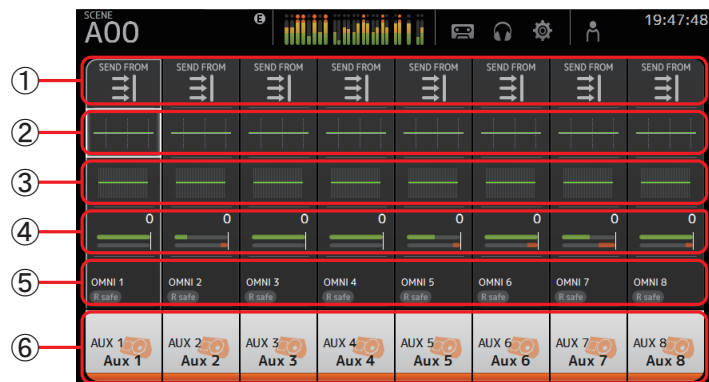 SCENE
A00
E
19:47:48
① SEND FROM SEND FROM SEND FROM SEND FROM SEND FROM SEND FROM SEND FROM SEND FROM
②
③
④ 0 0 0 0 0 0 0 0
⑤ OMNI 1 OMNI 2 OMNI 3 OMNI 4 OMNI 5 OMNI 6 OMNI 7 OMNI 8
R safe R safe R safe R safe R safe R safe R safe R safe
⑥ AUX 1 AUX 2 AUX 3 AUX 4 AUX 5 AUX 6 AUX 7 AUX 8
Aux 1 Aux 2 Aux 3 Aux 4 Aux 5 Aux 6 Aux 7 Aux 8